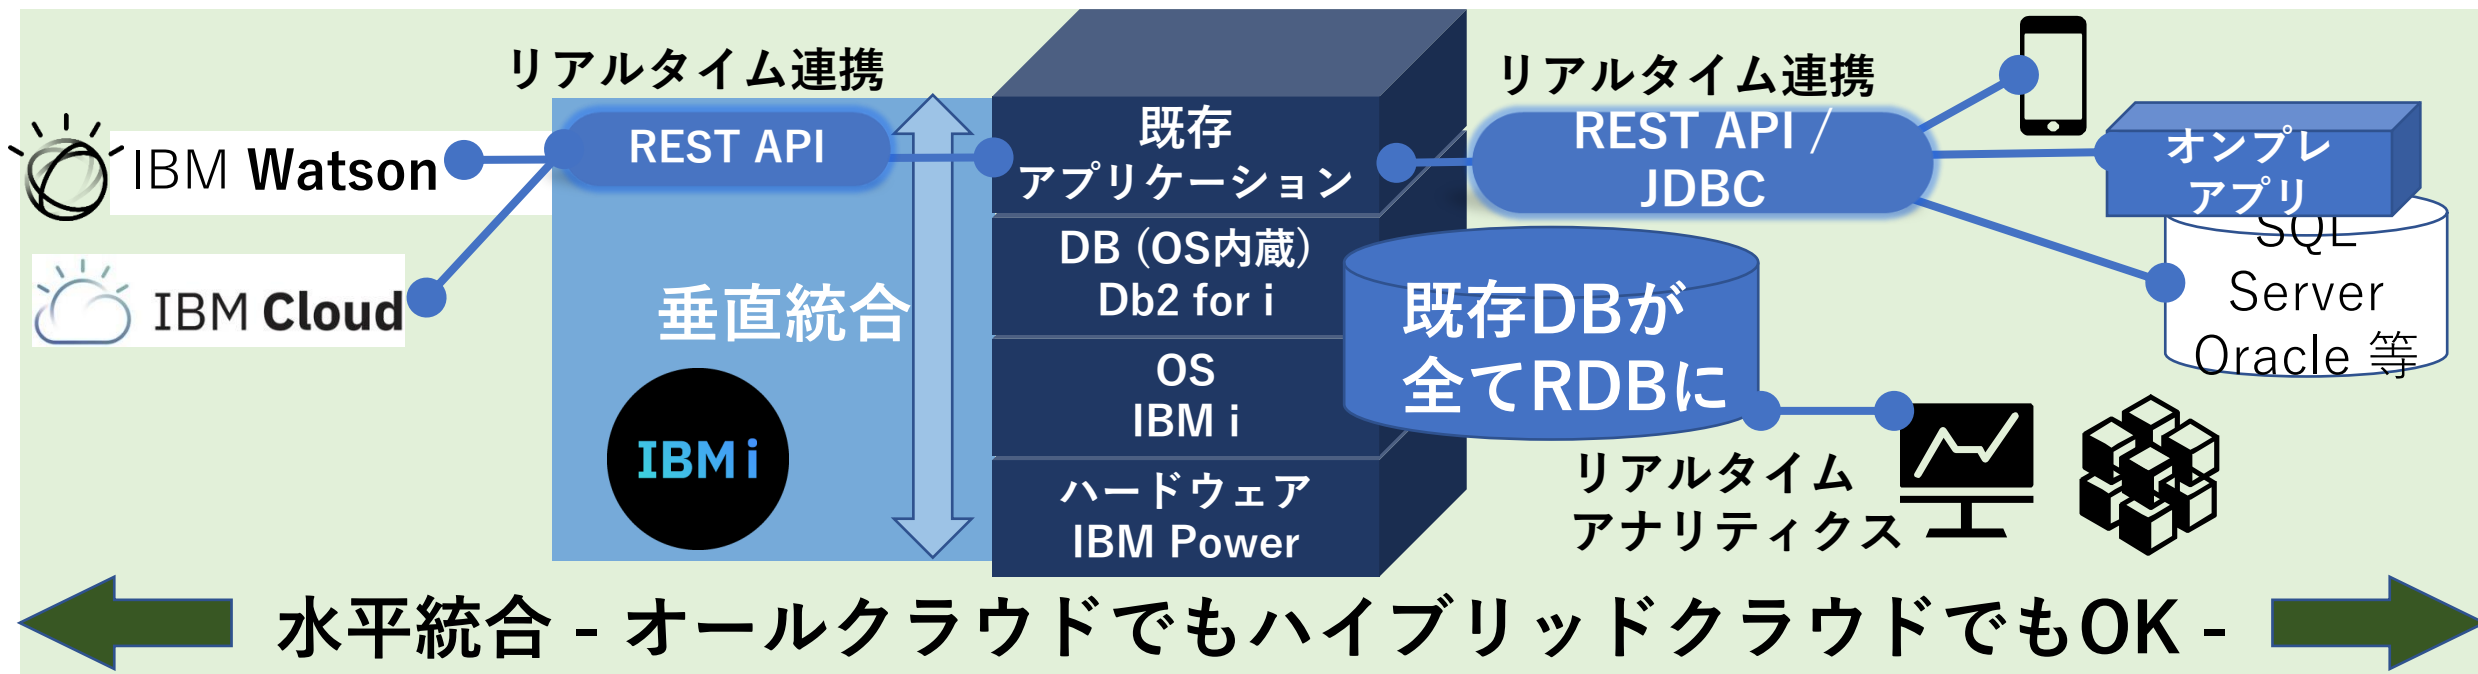 リアルタイム連携
IBM Watson
IBM Cloud
REST API
垂直統合
IBM i
既存
アプリケーション
DB (OS内蔵)
Db2 for i
OS
IBM i
ハードウェア
IBM Power
リアルタイム連携
REST API /
JDBC
オンプレ
アプリ
SQL
Server
Oracle 等
既存DBが
全てRDBに
リアルタイム
アナリティクス
水平統合 - オールクラウドでもハイブリッドクラウドでもOK -